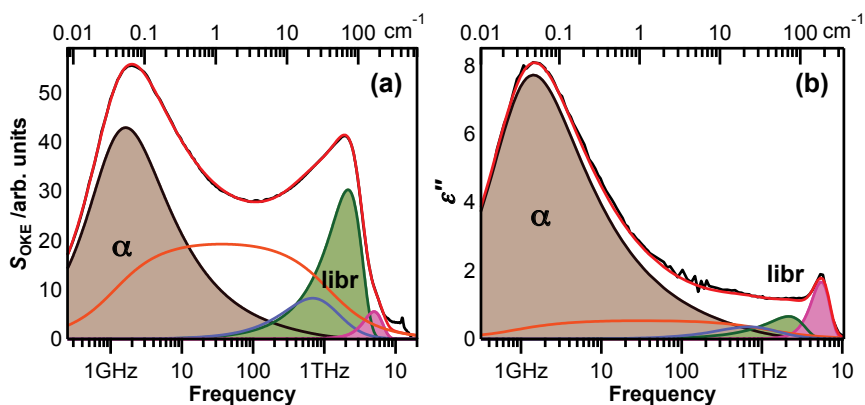 0.01 0.1 1 10 100 cm⁻¹
(a)
S_OKE /arb. units
50
40
30
20
10
0
α
libr
1GHz 10 100 1THz 10
Frequency
0.01 0.1 1 10 100 cm⁻¹
(b)
ε″
8
6
4
2
0
α
libr
1GHz 10 100 1THz 10
Frequency